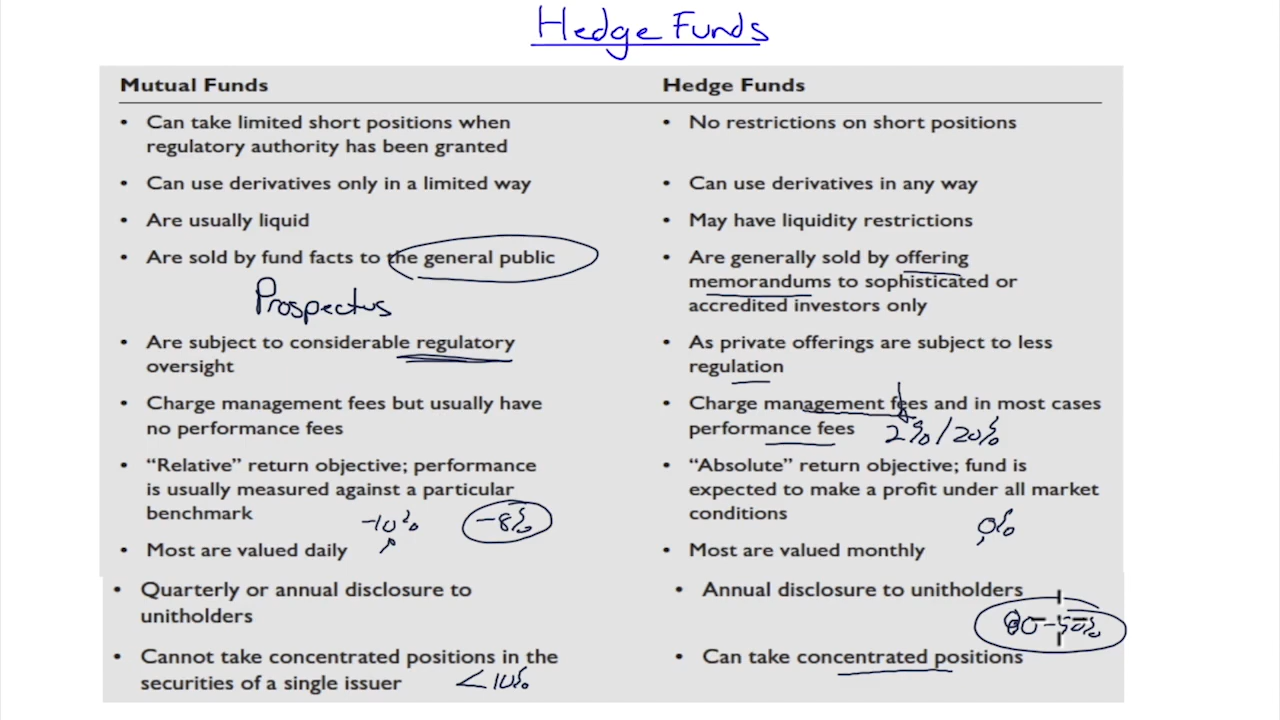 Hedge Funds
Mutual Funds
Hedge Funds
• Can take limited short positions when
regulatory authority has been granted
• No restrictions on short positions
• Can use derivatives only in a limited way
• Can use derivatives in any way
• Are usually liquid
• May have liquidity restrictions
• Are sold by fund facts to the general public
Prospectus
• Are generally sold by offering
memorandums to sophisticated or
accredited investors only
• Are subject to considerable regulatory
oversight
• As private offerings are subject to less
regulation
• Charge management fees but usually have
no performance fees
• Charge management fees and in most cases
performance fees
2%/20%
• “Relative” return objective; performance
is usually measured against a particular
benchmark
-10%
-8%
• “Absolute” return objective; fund is
expected to make a profit under all market
conditions
0%
• Most are valued daily
• Most are valued monthly
• Quarterly or annual disclosure to
unitholders
• Annual disclosure to unitholders
• Cannot take concentrated positions in the
securities of a single issuer
<10%
• Can take concentrated positions